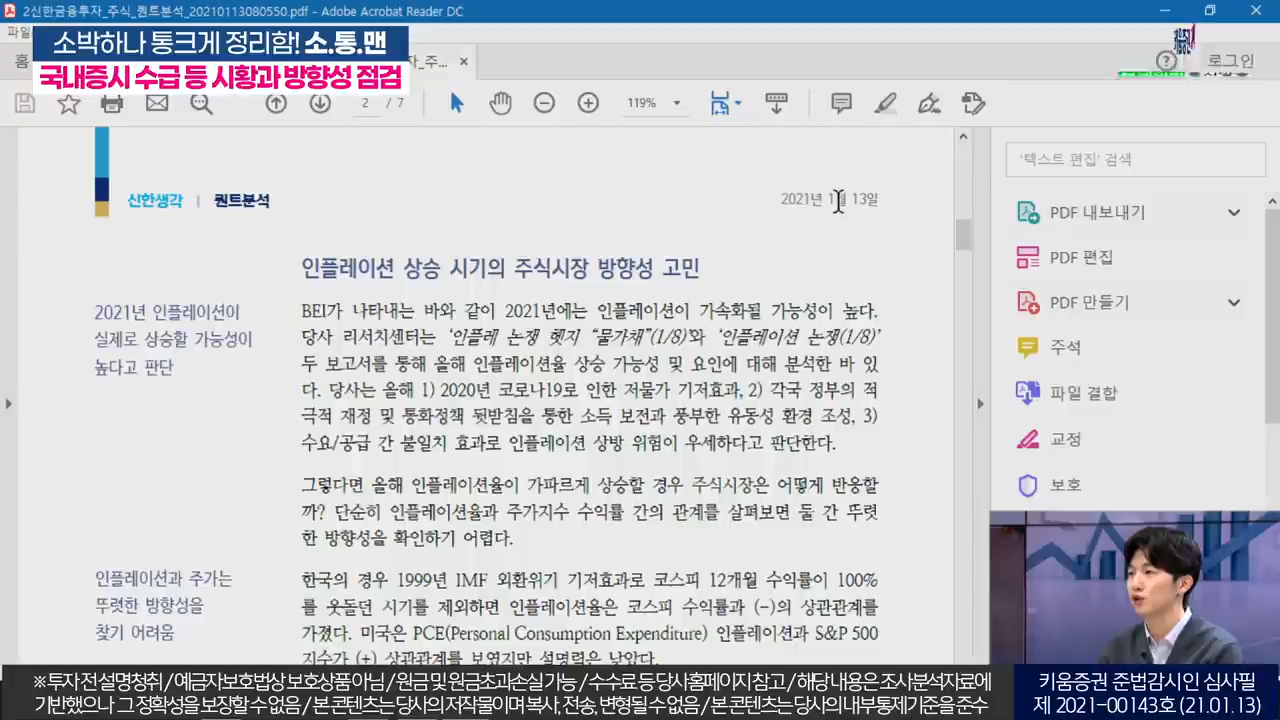 2신한금융투자_주식_퀀트분석_20210113080550.pdf - Adobe Acrobat Reader DC
소박하나 통크게 정리함! 소.통.맨
국내증시 수급 등 시황과 방향성 점검
파일
홈
자_주... ×
로그인
2 / 7
119%
'텍스트 편집' 검색
PDF 내보내기
PDF 편집
PDF 만들기
주석
파일 결합
교정
보호
신한생각 | 퀀트분석
2021년 1월 13일
인플레이션 상승 시기의 주식시장 방향성 고민
2021년 인플레이션이
실제로 상승할 가능성이
높다고 판단
BEI가 나타내는 바와 같이 2021년에는 인플레이션이 가속화될 가능성이 높다.
당사 리서치센터는 ‘인플레 논쟁 헷지 “물가채”(1/8)’와 ‘인플레이션 논쟁(1/8)’
두 보고서를 통해 올해 인플레이션율 상승 가능성 및 요인에 대해 분석한 바 있
다. 당사는 올해 1) 2020년 코로나19로 인한 저물가 기저효과, 2) 각국 정부의 적
극적 재정 및 통화정책 뒷받침을 통한 소득 보전과 풍부한 유동성 환경 조성, 3)
수요/공급 간 불일치 효과로 인플레이션 상방 위험이 우세하다고 판단한다.
그렇다면 올해 인플레이션율이 가파르게 상승할 경우 주식시장은 어떻게 반응할
까? 단순히 인플레이션율과 주가지수 수익률 간의 관계를 살펴보면 둘 간 뚜렷
한 방향성을 확인하기 어렵다.
인플레이션과 주가는
뚜렷한 방향성을
찾기 어려움
한국의 경우 1999년 IMF 외환위기 기저효과로 코스피 12개월 수익률이 100%
를 웃돌던 시기를 제외하면 인플레이션율은 코스피 수익률과 (-)의 상관관계를
가졌다. 미국은 PCE(Personal Consumption Expenditure) 인플레이션과 S&P 500
지수가 (+) 상관관계를 보였지만 설명력은 낮았다.
※ 투자 전 설명청취 / 예금자보호법상 보호상품 아님 / 원금 및 원금초과손실 가능 / 수수료 등 당사홈페이지 참고 / 해당 내용은 조사분석자료에
기반했으나 그 정확성을 보장할 수 없음 / 본 콘텐츠는 당사의 저작물이며 복사, 전송, 변형될 수 없음 / 본 콘텐츠는 당사의 내부통제기준을 준수
키움증권 준법감시인 심사필
제 2021-00143호 (21.01.13)